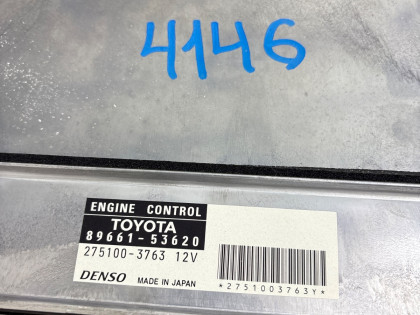 4146
ENGINE CONTROL
TOYOTA
89661-53620
275100-3763 12V
DENSO MADE IN JAPAN
*2751003763Y*